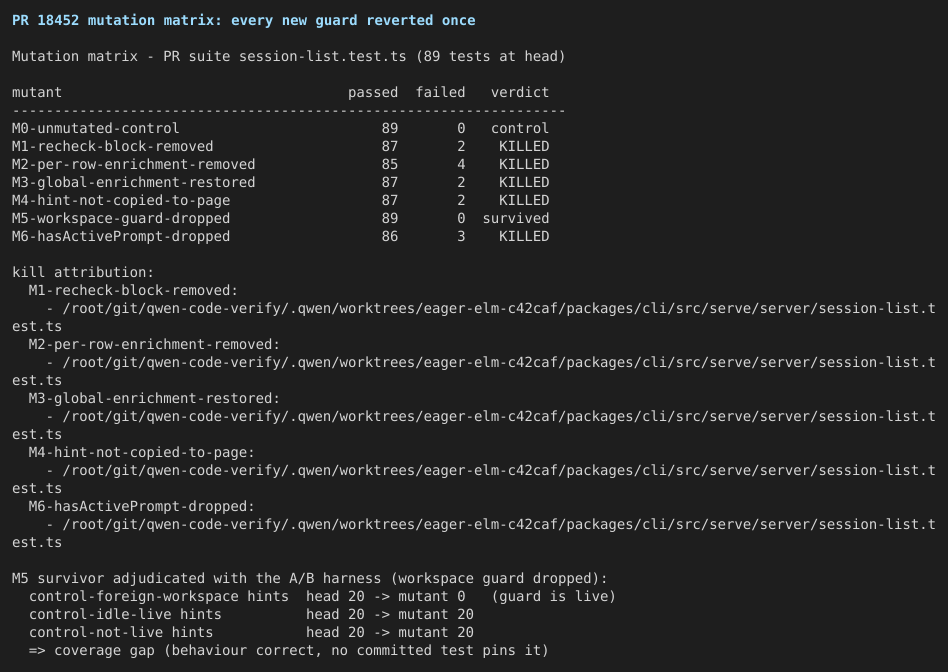 PR 18452 mutation matrix: every new guard reverted once
Mutation matrix - PR suite session-list.test.ts (89 tests at head)
mutant passed failed verdict
------------------------------------------------------------------
M0-unmutated-control 89 0 control
M1-recheck-block-removed 87 2 KILLED
M2-per-row-enrichment-removed 85 4 KILLED
M3-global-enrichment-restored 87 2 KILLED
M4-hint-not-copied-to-page 87 2 KILLED
M5-workspace-guard-dropped 89 0 survived
M6-hasActivePrompt-dropped 86 3 KILLED
kill attribution:
M1-recheck-block-removed:
- /root/git/qwen-code-verify/.qwen/worktrees/eager-elm-c42caf/packages/cli/src/serve/server/session-list.t
est.ts
M2-per-row-enrichment-removed:
- /root/git/qwen-code-verify/.qwen/worktrees/eager-elm-c42caf/packages/cli/src/serve/server/session-list.t
est.ts
M3-global-enrichment-restored:
- /root/git/qwen-code-verify/.qwen/worktrees/eager-elm-c42caf/packages/cli/src/serve/server/session-list.t
est.ts
M4-hint-not-copied-to-page:
- /root/git/qwen-code-verify/.qwen/worktrees/eager-elm-c42caf/packages/cli/src/serve/server/session-list.t
est.ts
M6-hasActivePrompt-dropped:
- /root/git/qwen-code-verify/.qwen/worktrees/eager-elm-c42caf/packages/cli/src/serve/server/session-list.t
est.ts
M5 survivor adjudicated with the A/B harness (workspace guard dropped):
control-foreign-workspace hints head 20 -> mutant 0 (guard is live)
control-idle-live hints head 20 -> mutant 20
control-not-live hints head 20 -> mutant 20
=> coverage gap (behaviour correct, no committed test pins it)